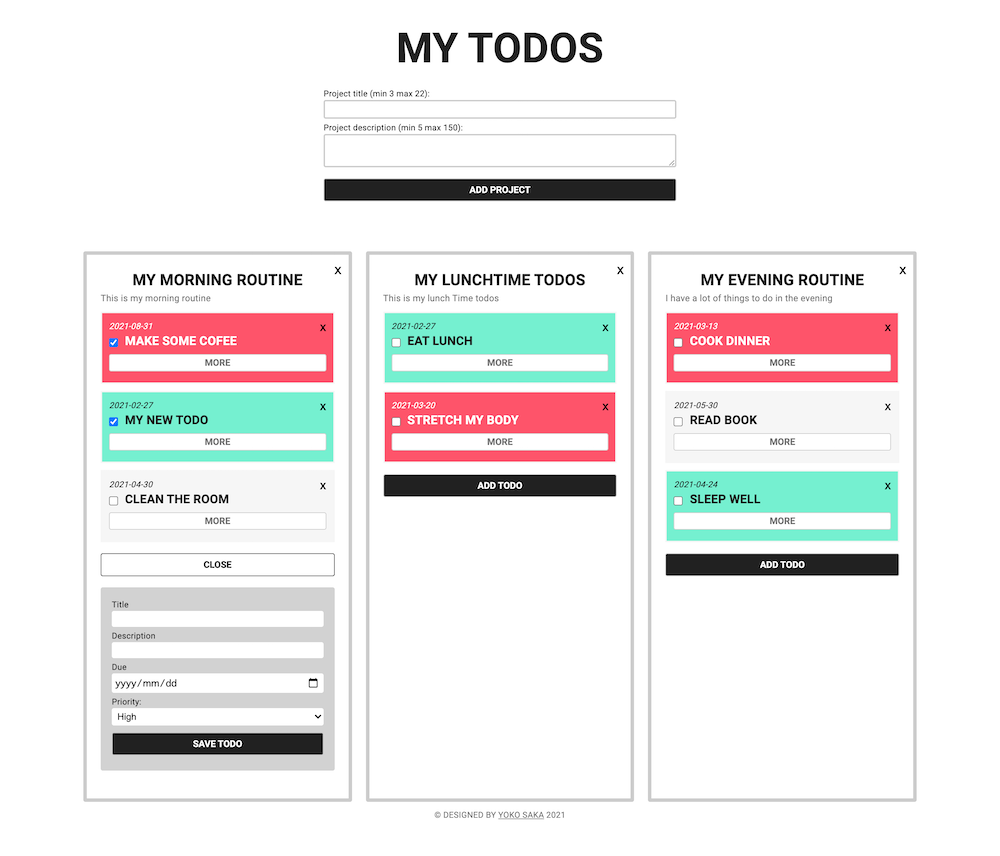 MY TODOS
Project title (min 3 max 22):
Project description (min 5 max 150):
ADD PROJECT
X
MY MORNING ROUTINE
This is my morning routine
2021-08-31
X
MAKE SOME COFEE
MORE
2021-02-27
X
MY NEW TODO
MORE
2021-04-30
X
CLEAN THE ROOM
MORE
CLOSE
Title
Description
Due
yyyy/mm/dd
Priority:
High
SAVE TODO
X
MY LUNCHTIME TODOS
This is my lunch Time todos
2021-02-27
X
EAT LUNCH
MORE
2021-03-20
X
STRETCH MY BODY
MORE
ADD TODO
X
MY EVENING ROUTINE
I have a lot of things to do in the evening
2021-03-13
X
COOK DINNER
MORE
2021-05-30
X
READ BOOK
MORE
2021-04-24
X
SLEEP WELL
MORE
ADD TODO
© DESIGNED BY YOKO SAKA 2021